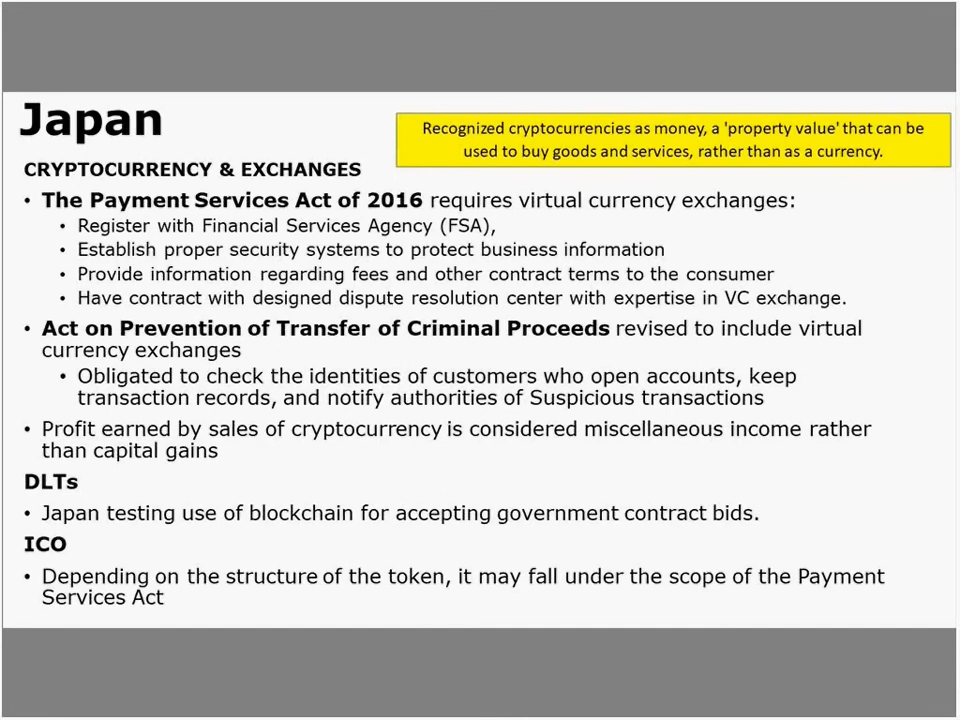 Japan
Recognized cryptocurrencies as money, a 'property value' that can be
used to buy goods and services, rather than as a currency.
CRYPTOCURRENCY & EXCHANGES
• The Payment Services Act of 2016 requires virtual currency exchanges:
• Register with Financial Services Agency (FSA),
• Establish proper security systems to protect business information
• Provide information regarding fees and other contract terms to the consumer
• Have contract with designed dispute resolution center with expertise in VC exchange.
• Act on Prevention of Transfer of Criminal Proceeds revised to include virtual
currency exchanges
• Obligated to check the identities of customers who open accounts, keep
transaction records, and notify authorities of Suspicious transactions
• Profit earned by sales of cryptocurrency is considered miscellaneous income rather
than capital gains
DLTs
• Japan testing use of blockchain for accepting government contract bids.
ICO
• Depending on the structure of the token, it may fall under the scope of the Payment
Services Act